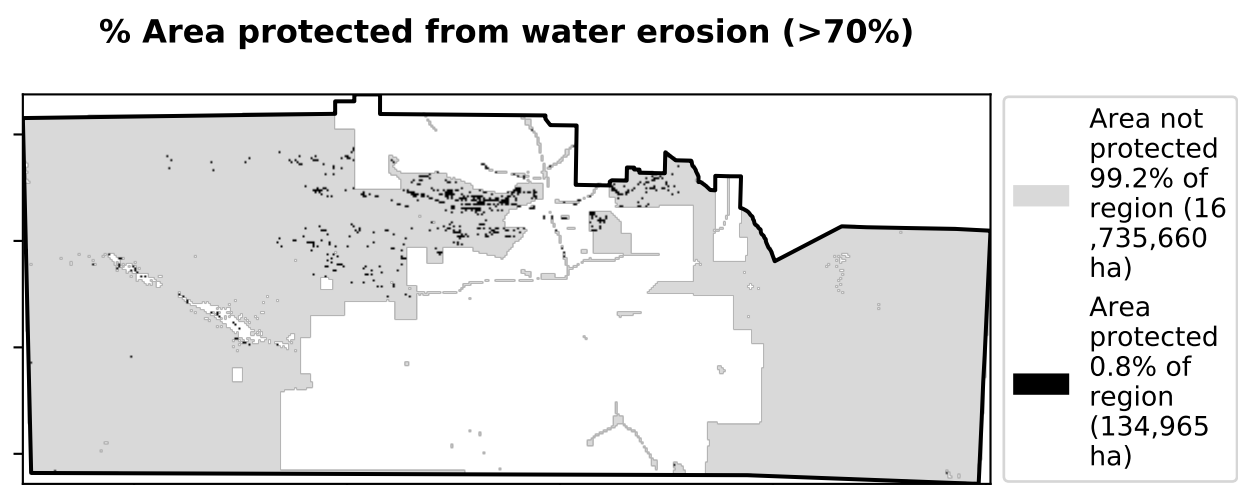 % Area protected from water erosion (>70%)
Area not
protected
99.2% of
region (16
,735,660
ha)
Area
protected
0.8% of
region
(134,965
ha)